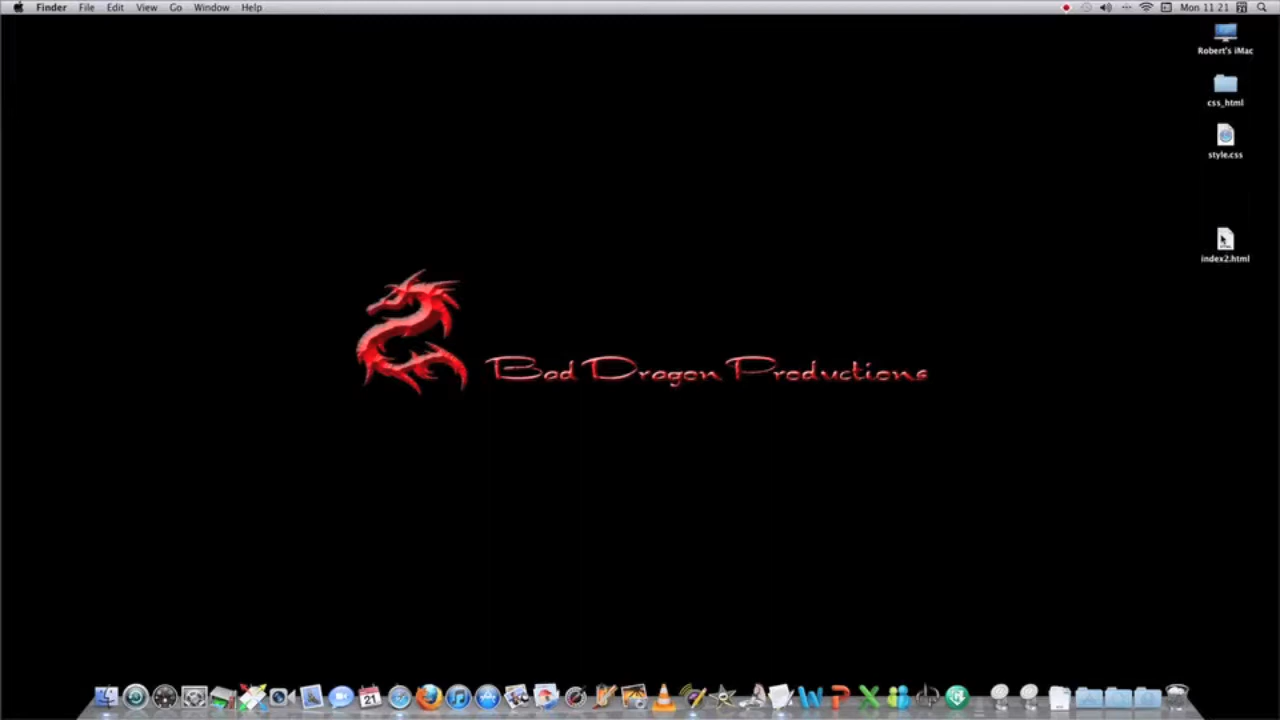 Finder File Edit View Go Window Help Mon 11 21
Robert's iMac
css_html
style.css
index2.html
Bad Dragon Productions
21